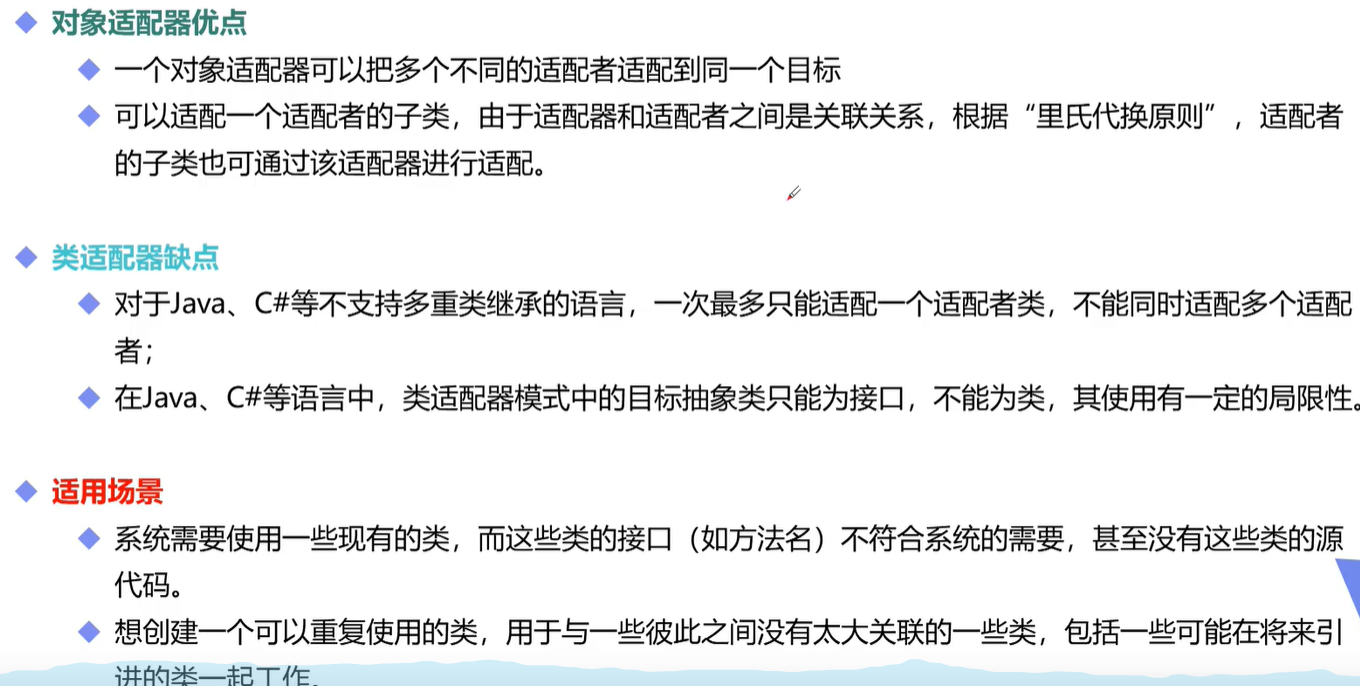 对象适配器优点
一个对象适配器可以把多个不同的适配者适配到同一个目标
可以适配一个适配者的子类，由于适配器和适配者之间是关联关系，根据“里氏代换原则”，适配者
的子类也可通过该适配器进行适配。
类适配器缺点
对于Java、C#等不支持多重类继承的语言，一次最多只能适配一个适配者类，不能同时适配多个适配
者；
在Java、C#等语言中，类适配器模式中的目标抽象类只能为接口，不能为类，其使用有一定的局限性。
适用场景
系统需要使用一些现有的类，而这些类的接口（如方法名）不符合系统的需要，甚至没有这些类的源
代码。
想创建一个可以重复使用的类，用于与一些彼此之间没有太大关联的一些类，包括一些可能在将来引
进的类一起工作。